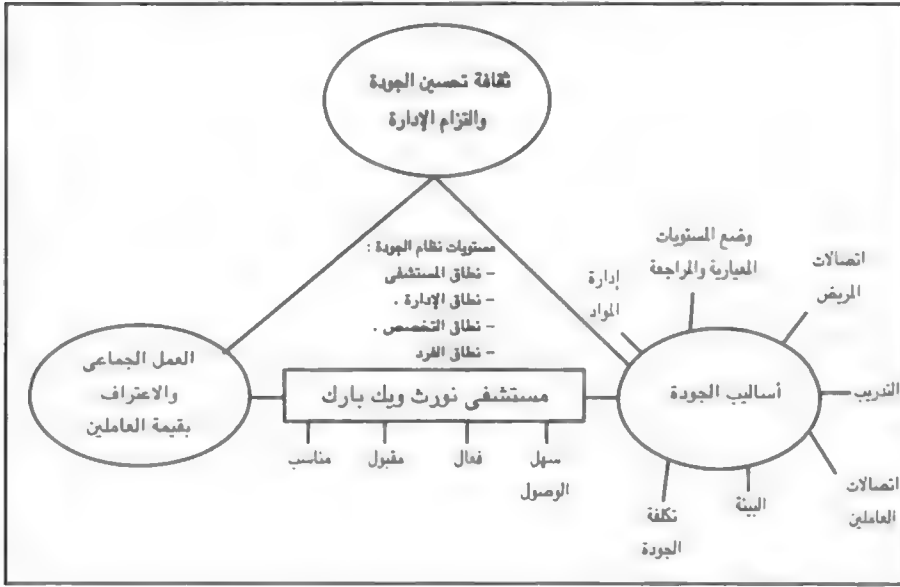 ثقافة تحسين الجودة
والتزام الإدارة
مستويات نظام الجودة :
– نطاق المستشفى
– نطاق الإدارة .
– نطاق التخصص .
– نطاق الفرد
وضع المستويات
المعيارية والمراجعة
اتصالات
المريض
إدارة
المواد
العمل الجماعى
والاعتراف
بقيمة العاملين
مستشفى نورث ويك بارك
أساليب الجودة
التدريب
سهل
الوصول
فعال
مقبول
مناسب
اتصالات
العاملين
البيئة
تكلفة
الجودة